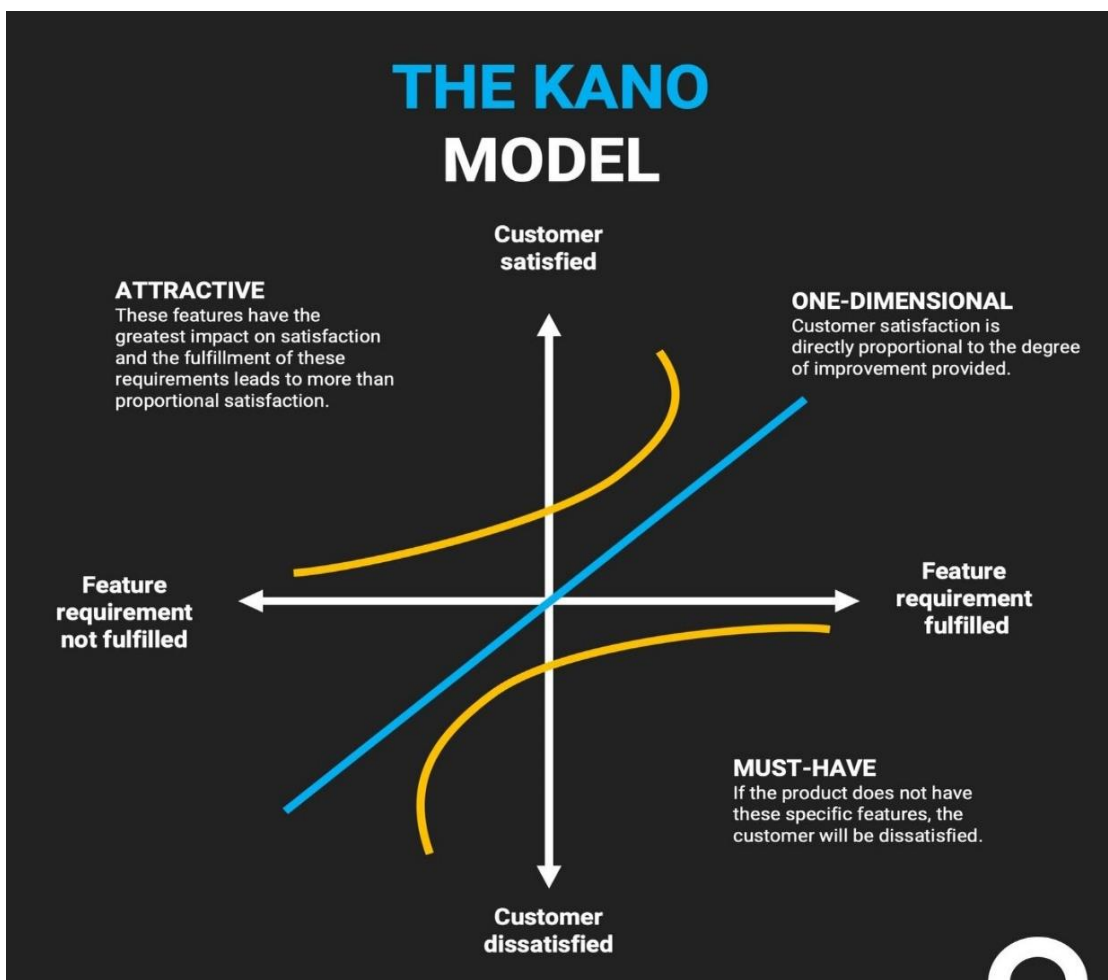 THE KANO
MODEL
Customer
satisfied
ATTRACTIVE
These features have the
greatest impact on satisfaction
and the fulfillment of these
requirements leads to more than
proportional satisfaction.
ONE-DIMENSIONAL
Customer satisfaction is
directly proportional to the degree
of improvement provided.
Feature
requirement
not fulfilled
Feature
requirement
fulfilled
MUST-HAVE
If the product does not have
these specific features, the
customer will be dissatisfied.
Customer
dissatisfied